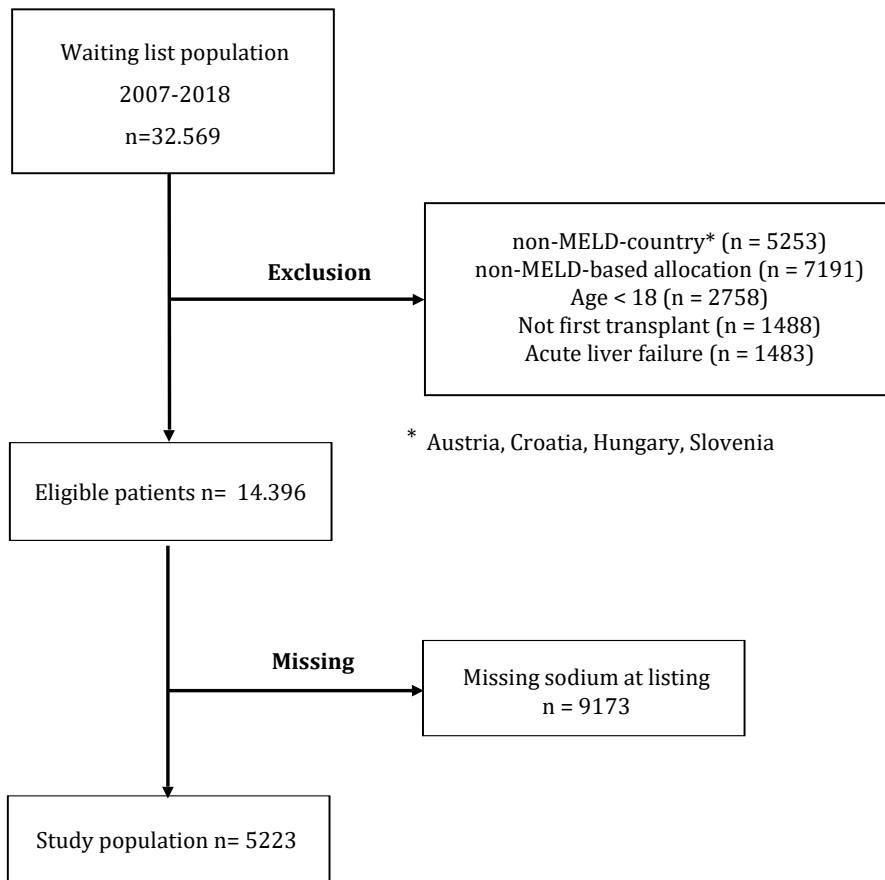 Waiting list population
2007-2018
n=32.569
Exclusion
non-MELD-country* (n = 5253)
non-MELD-based allocation (n = 7191)
Age < 18 (n = 2758)
Not first transplant (n = 1488)
Acute liver failure (n = 1483)
* Austria, Croatia, Hungary, Slovenia
Eligible patients n= 14.396
Missing
Missing sodium at listing
n = 9173
Study population n= 5223